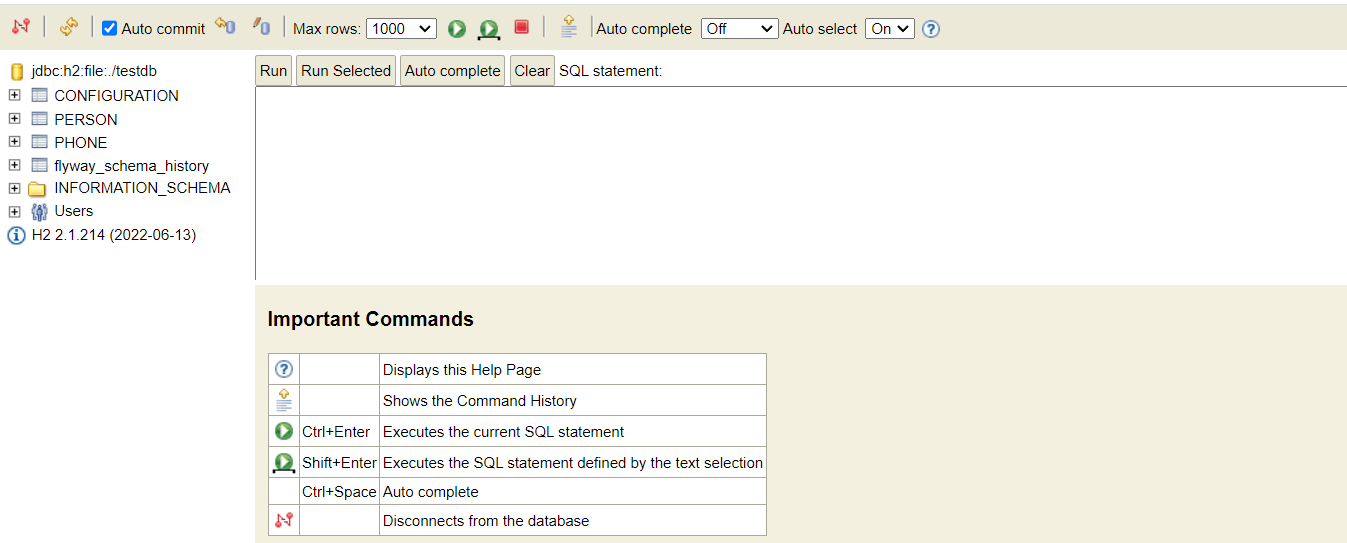 Auto commit Max rows: 1000 Auto complete Off Auto select On
jdbc:h2:file:./testdb
CONFIGURATION
PERSON
PHONE
flyway_schema_history
INFORMATION_SCHEMA
Users
H2 2.1.214 (2022-06-13)
Run Run Selected Auto complete Clear SQL statement:
Important Commands
Displays this Help Page
Shows the Command History
Ctrl+Enter Executes the current SQL statement
Shift+Enter Executes the SQL statement defined by the text selection
Ctrl+Space Auto complete
Disconnects from the database